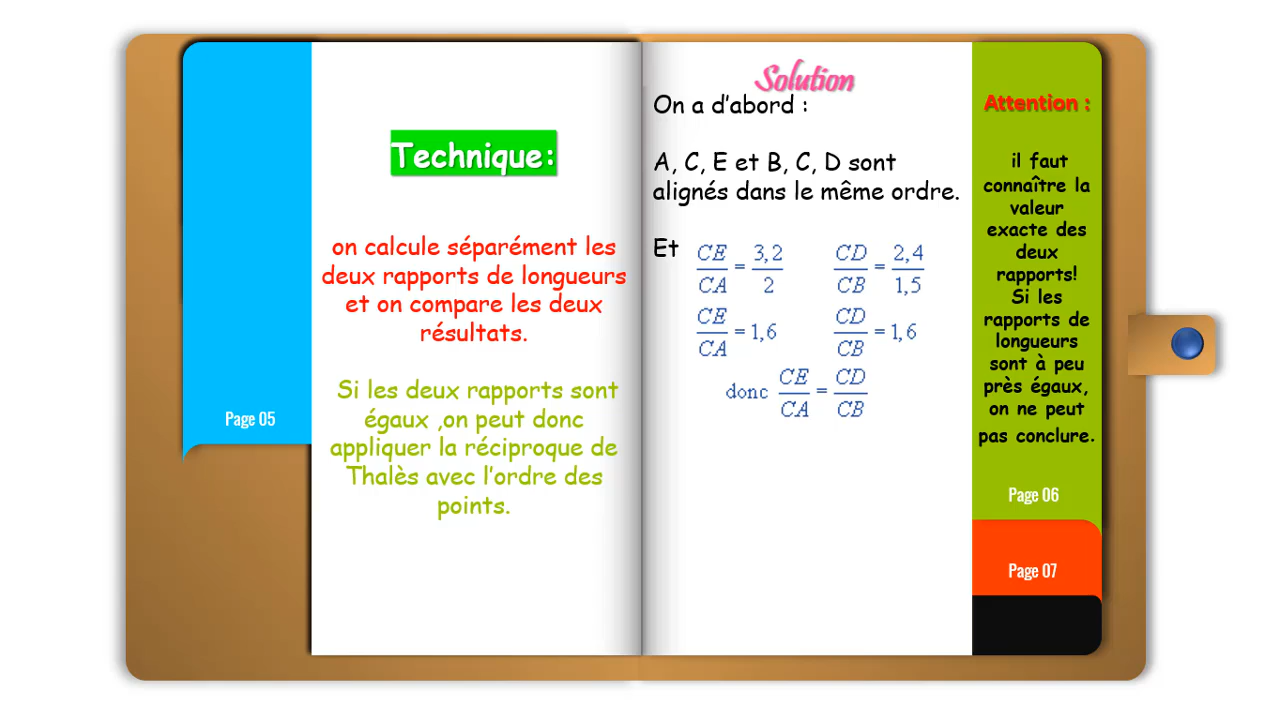 Technique:
on calcule séparément les
deux rapports de longueurs
et on compare les deux
résultats.
Si les deux rapports sont
égaux ,on peut donc
appliquer la réciproque de
Thalès avec l’ordre des
points.
Page 05
Solution
On a d’abord :
A, C, E et B, C, D sont
alignés dans le même ordre.
Et
CE/CA = 3,2/2 CD/CB = 2,4/1,5
CE/CA = 1,6 CD/CB = 1,6
donc CE/CA = CD/CB
Attention :
il faut
connaître la
valeur
exacte des
deux
rapports!
Si les
rapports de
longueurs
sont à peu
près égaux,
on ne peut
pas conclure.
Page 06
Page 07